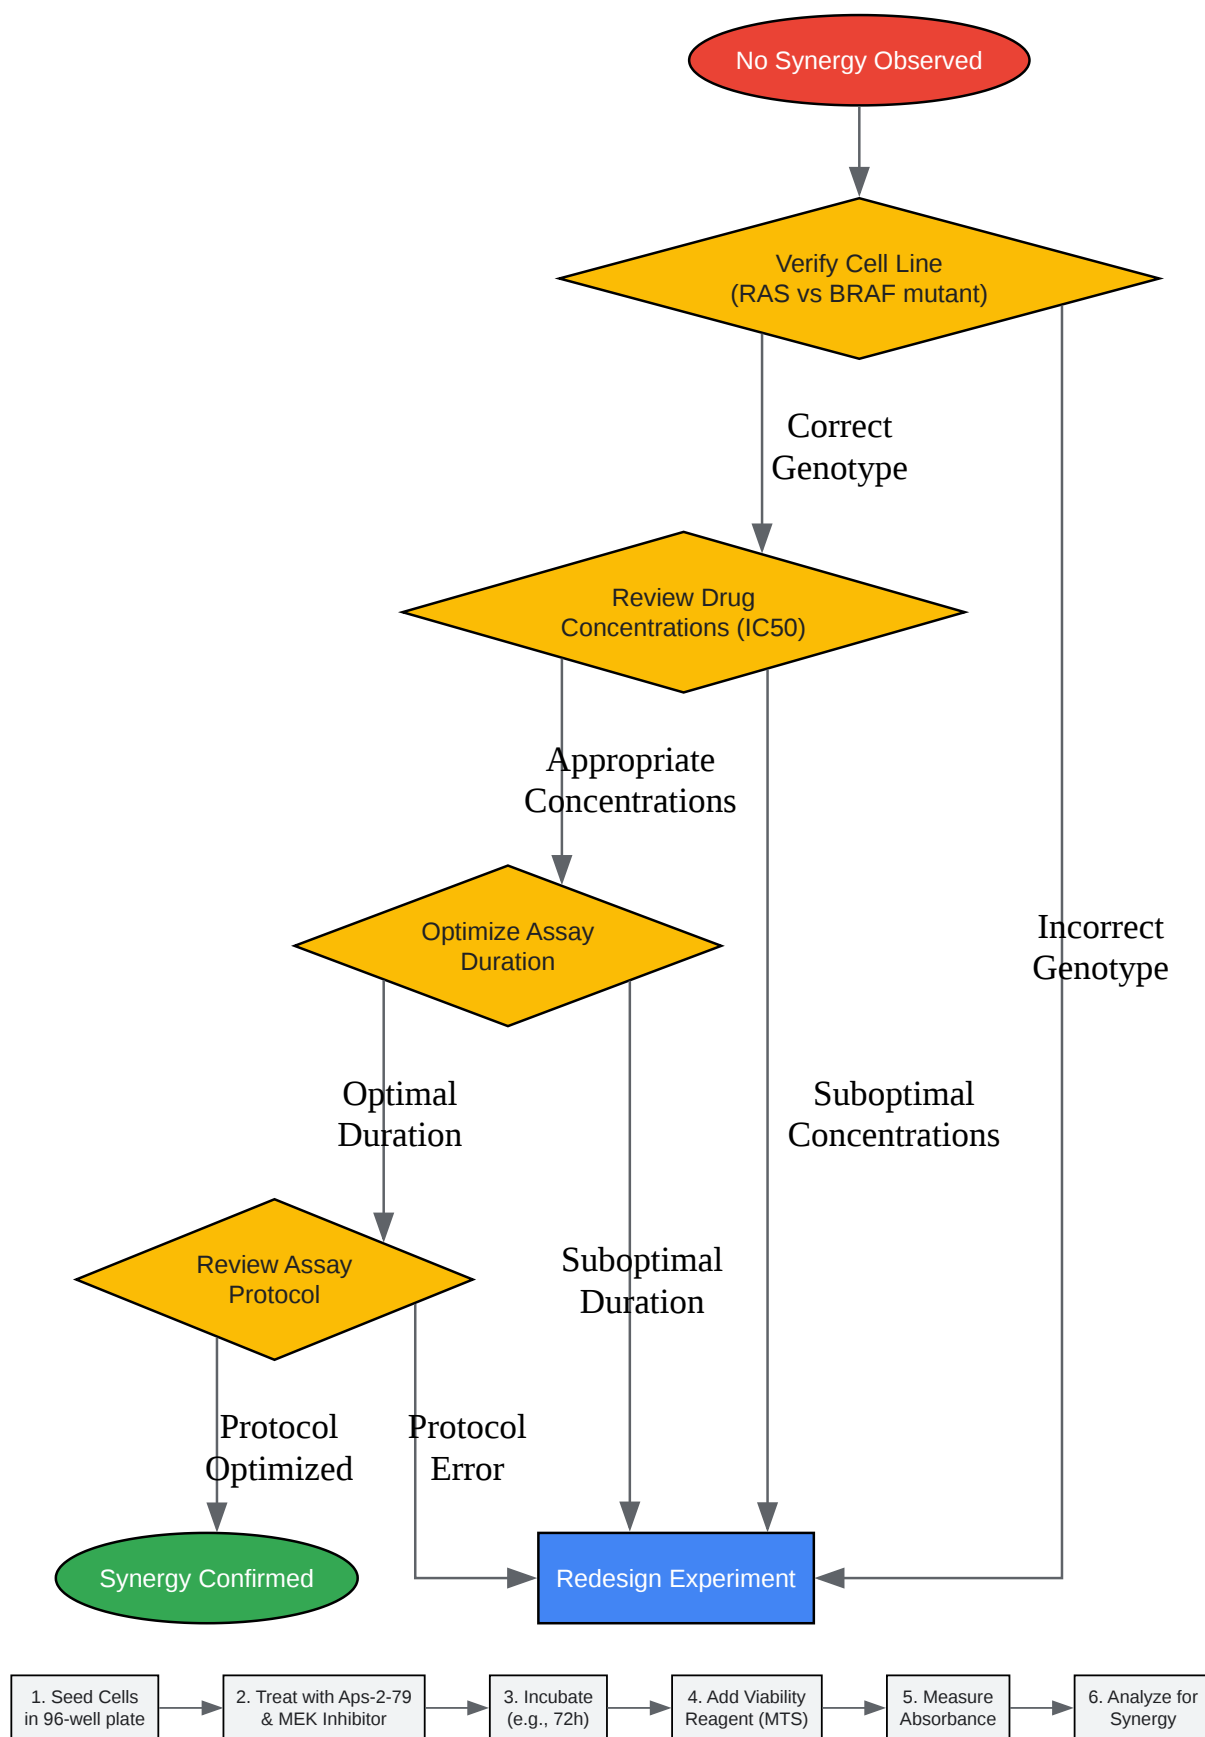 No Synergy Observed
Verify Cell Line
(RAS vs BRAF mutant)
Correct
Genotype
Review Drug
Concentrations (IC50)
Appropriate
Concentrations
Optimize Assay
Duration
Incorrect
Genotype
Optimal
Duration
Suboptimal
Concentrations
Review Assay
Protocol
Suboptimal
Duration
Protocol
Optimized
Protocol
Error
Synergy Confirmed
Redesign Experiment
1. Seed Cells
in 96-well plate
2. Treat with Aps-2-79
& MEK Inhibitor
3. Incubate
(e.g., 72h)
4. Add Viability
Reagent (MTS)
5. Measure
Absorbance
6. Analyze for
Synergy